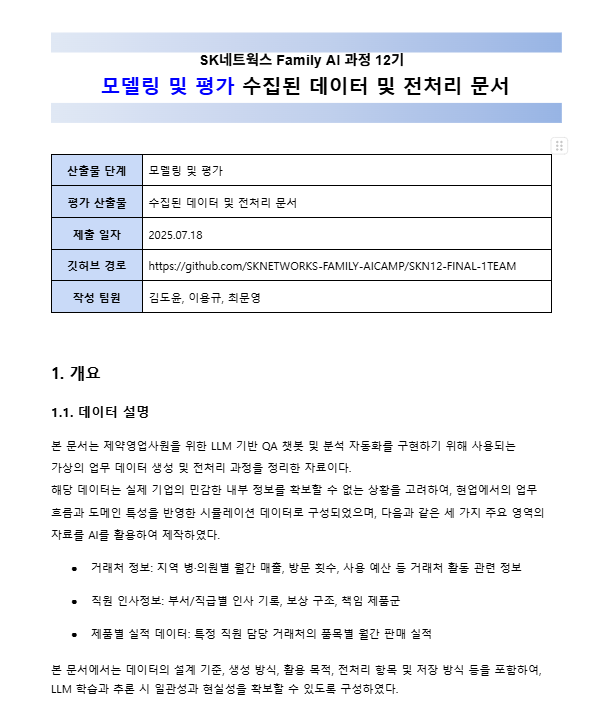 SK네트웍스 Family AI 과정 12기
모델링 및 평가 수집된 데이터 및 전처리 문서
산출물 단계 모델링 및 평가
평가 산출물 수집된 데이터 및 전처리 문서
제출 일자 2025.07.18
깃허브 경로 https://github.com/SKNETWORKS-FAMILY-AICAMP/SKN12-FINAL-1TEAM
작성 팀원 김도윤, 이용규, 최문영
1. 개요
1.1. 데이터 설명
본 문서는 제약영업사원을 위한 LLM 기반 QA 챗봇 및 분석 자동화를 구현하기 위해 사용되는
가상의 업무 데이터 생성 및 전처리 과정을 정리한 자료이다.
해당 데이터는 실제 기업의 민감한 내부 정보를 확보할 수 없는 상황을 고려하여, 현업에서의 업무
흐름과 도메인 특성을 반영한 시뮬레이션 데이터로 구성되었으며, 다음과 같은 세 가지 주요 영역의
자료를 AI를 활용하여 제작하였다.
• 거래처 정보: 지역 병·의원별 월간 매출, 방문 횟수, 사용 예산 등 거래처 활동 관련 정보
• 직원 인사정보: 부서/직급별 인사 기록, 보상 구조, 책임 제품군
• 제품별 실적 데이터: 특정 직원 담당 거래처의 품목별 월간 판매 실적
본 문서에서는 데이터의 설계 기준, 생성 방식, 활용 목적, 전처리 항목 및 저장 방식 등을 포함하여,
LLM 학습과 추론 시 일관성과 현실성을 확보할 수 있도록 구성하였다.